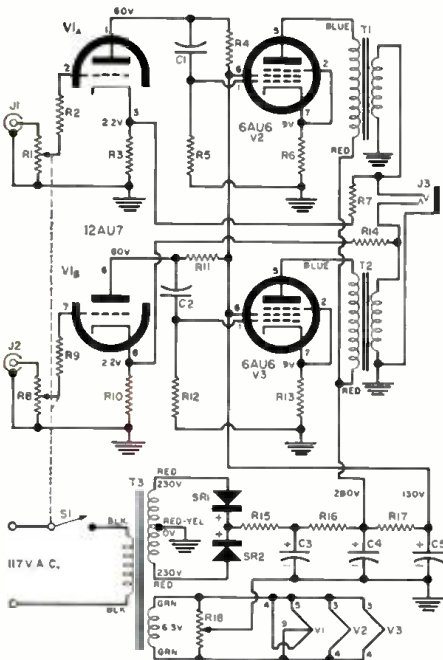 60V
V1A
R4
C1
5
BLUE
T1
2
6
1
2
J1
R2
3
2.2V
7
9V
6AU6
V2
R1
R3
R5
R6
RED
J3
R7
12AU7
R14
60V
R11
BLUE
T2
V1B
6
C2
5
7
6
1
2
J2
R9
8
2.2V
7
9V
6AU6
V3
R8
R10
R12
R13
RED
T3
RED
230V
SR1
280V
130V
S1
BLK
RED-YEL
0V
R15
R16
R17
117V A.C.
SR2
C3
C4
C5
230V
RED
BLK
GRN
6.3V
R18
4
5
9
V1
3
V2
4
V3
GRN
4